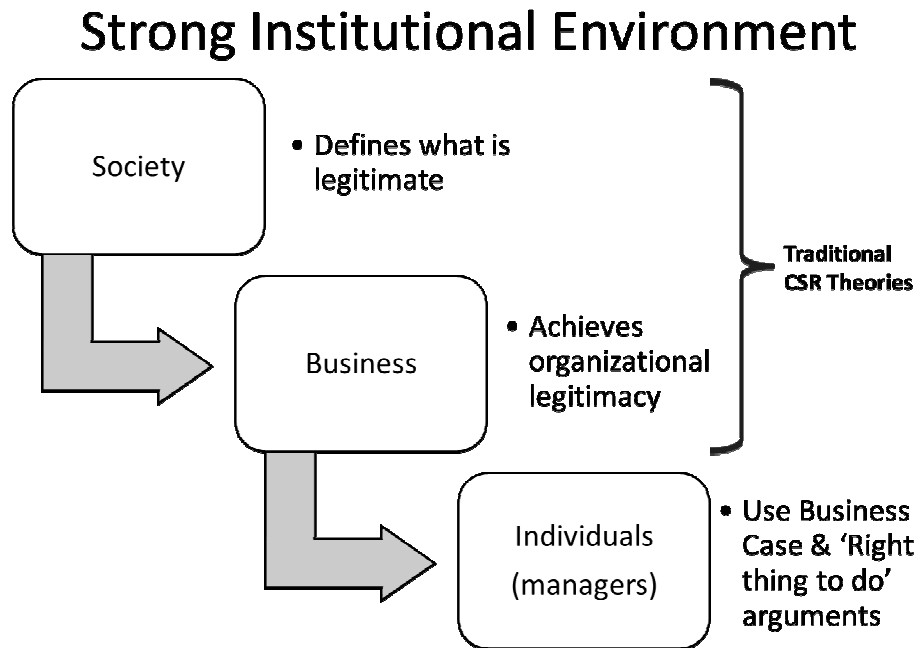 Strong Institutional Environment
Society
• Defines what is
legitimate
Traditional
CSR Theories
Business
• Achieves
organizational
legitimacy
Individuals
(managers)
• Use Business
Case & ‘Right
thing to do’
arguments